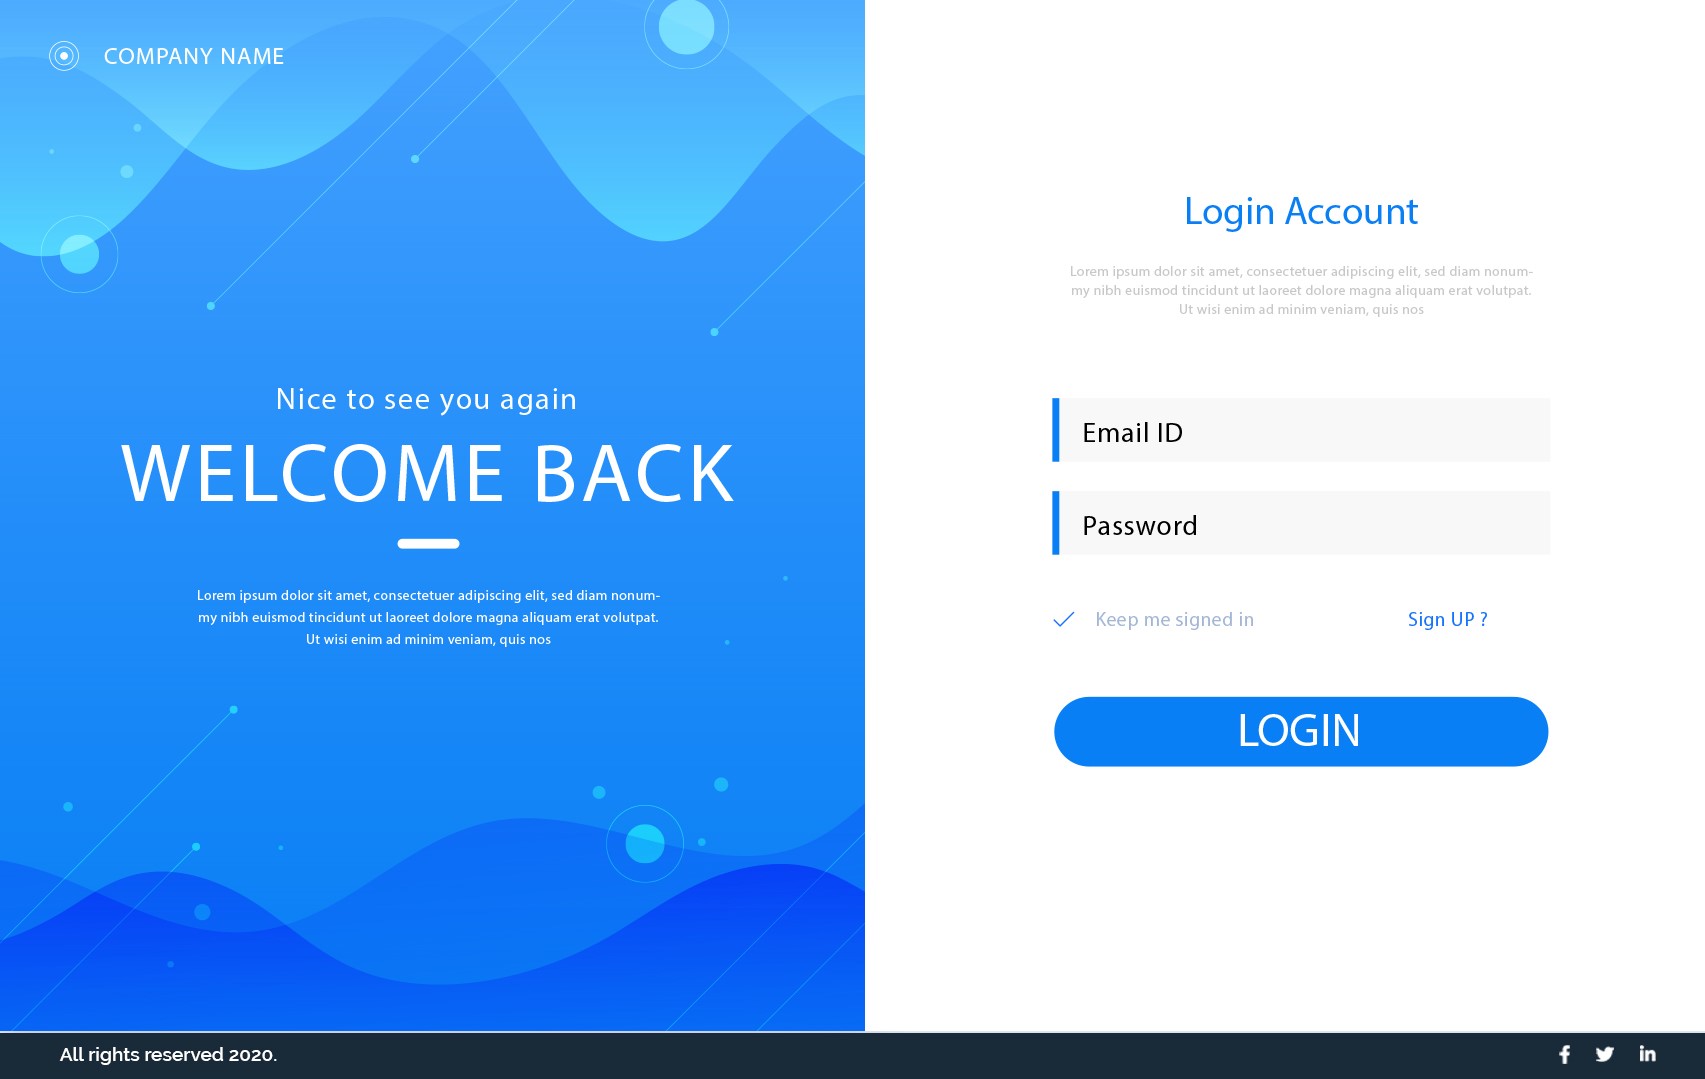 COMPANY NAME
Nice to see you again
WELCOME BACK
Lorem ipsum dolor sit amet, consectetuer adipiscing elit, sed diam nonum-
my nibh euismod tincidunt ut laoreet dolore magna aliquam erat volutpat.
Ut wisi enim ad minim veniam, quis nos
Login Account
Lorem ipsum dolor sit amet, consectetuer adipiscing elit, sed diam nonum-
my nibh euismod tincidunt ut laoreet dolore magna aliquam erat volutpat.
Ut wisi enim ad minim veniam, quis nos
Email ID
Password
Keep me signed in
Sign UP ?
LOGIN
All rights reserved 2020.